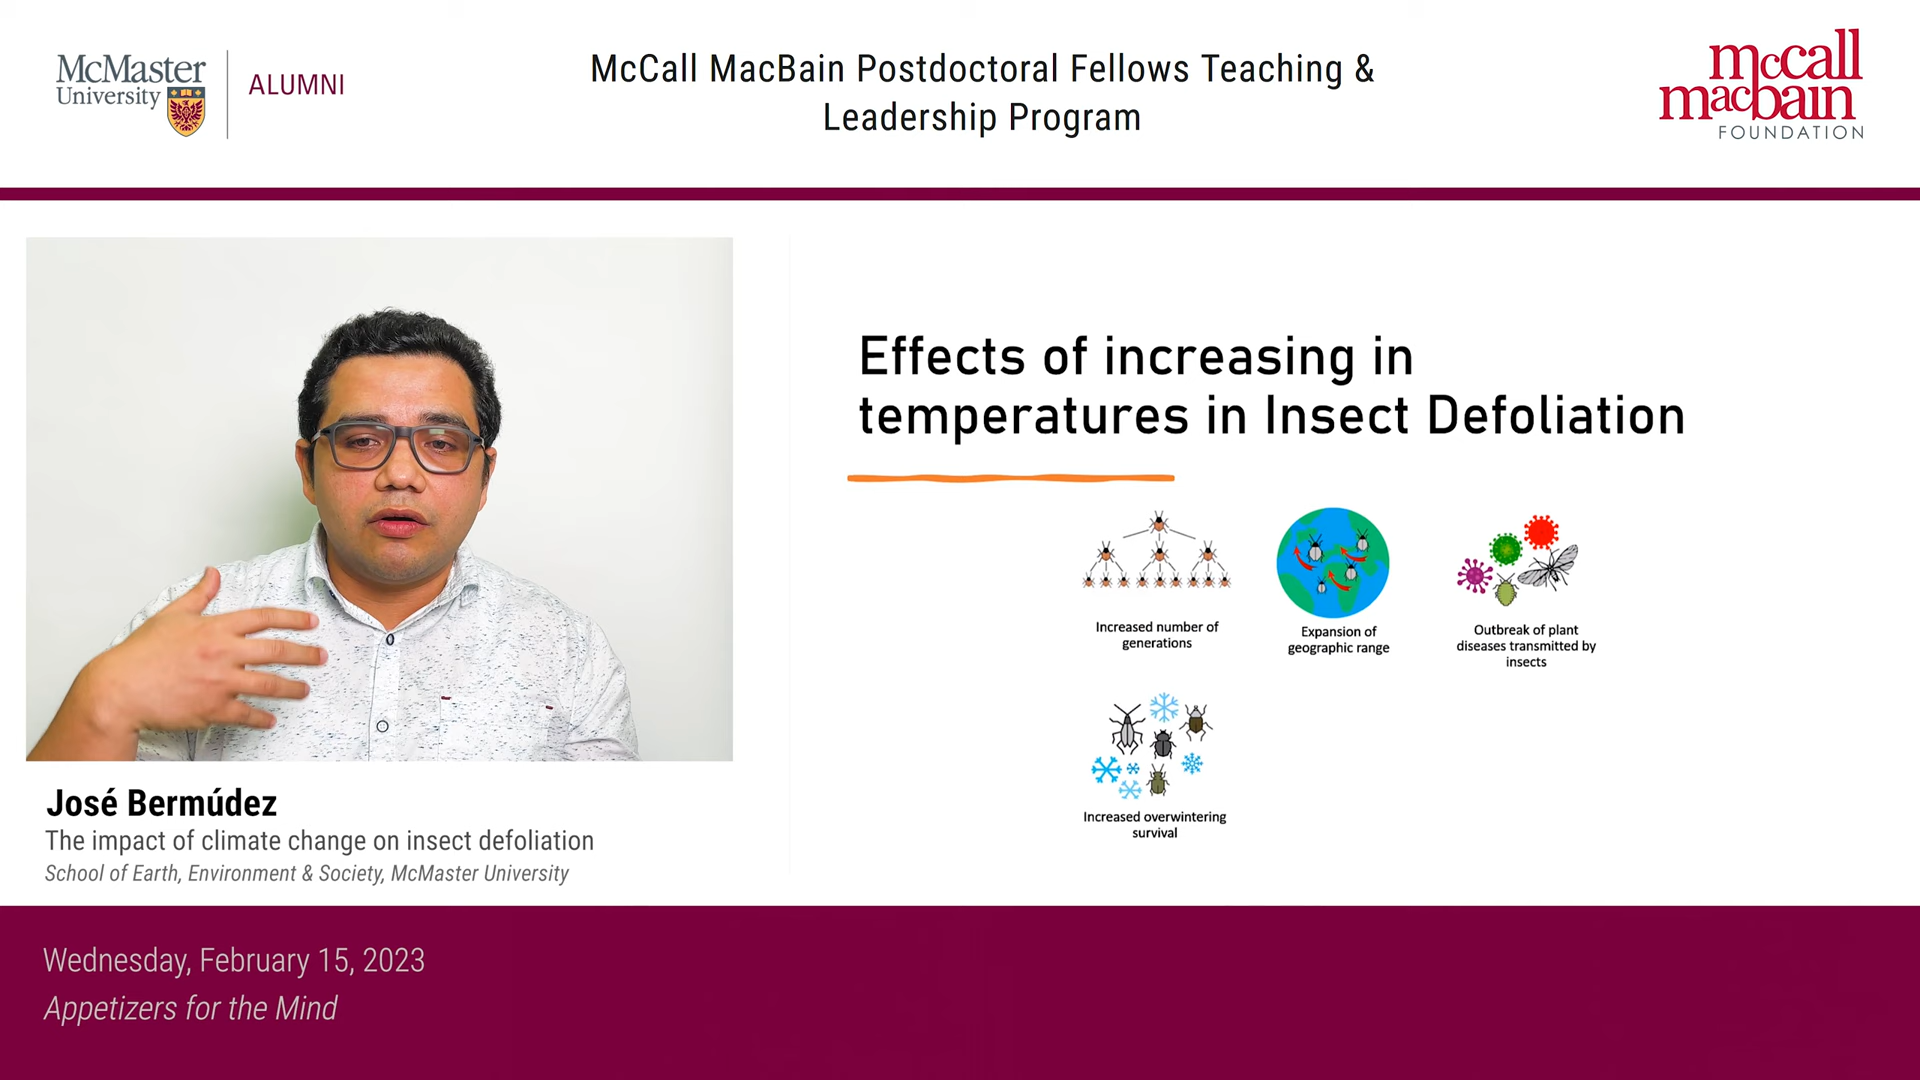 McMaster
University
ALUMNI
McCall MacBain Postdoctoral Fellows Teaching &
Leadership Program
mccall
macbain
FOUNDATION
Effects of increasing in
temperatures in Insect Defoliation
Increased number of
generations
Expansion of
geographic range
Outbreak of plant
diseases transmitted by
insects
Increased overwintering
survival
José Bermúdez
The impact of climate change on insect defoliation
School of Earth, Environment & Society, McMaster University
Wednesday, February 15, 2023
Appetizers for the Mind